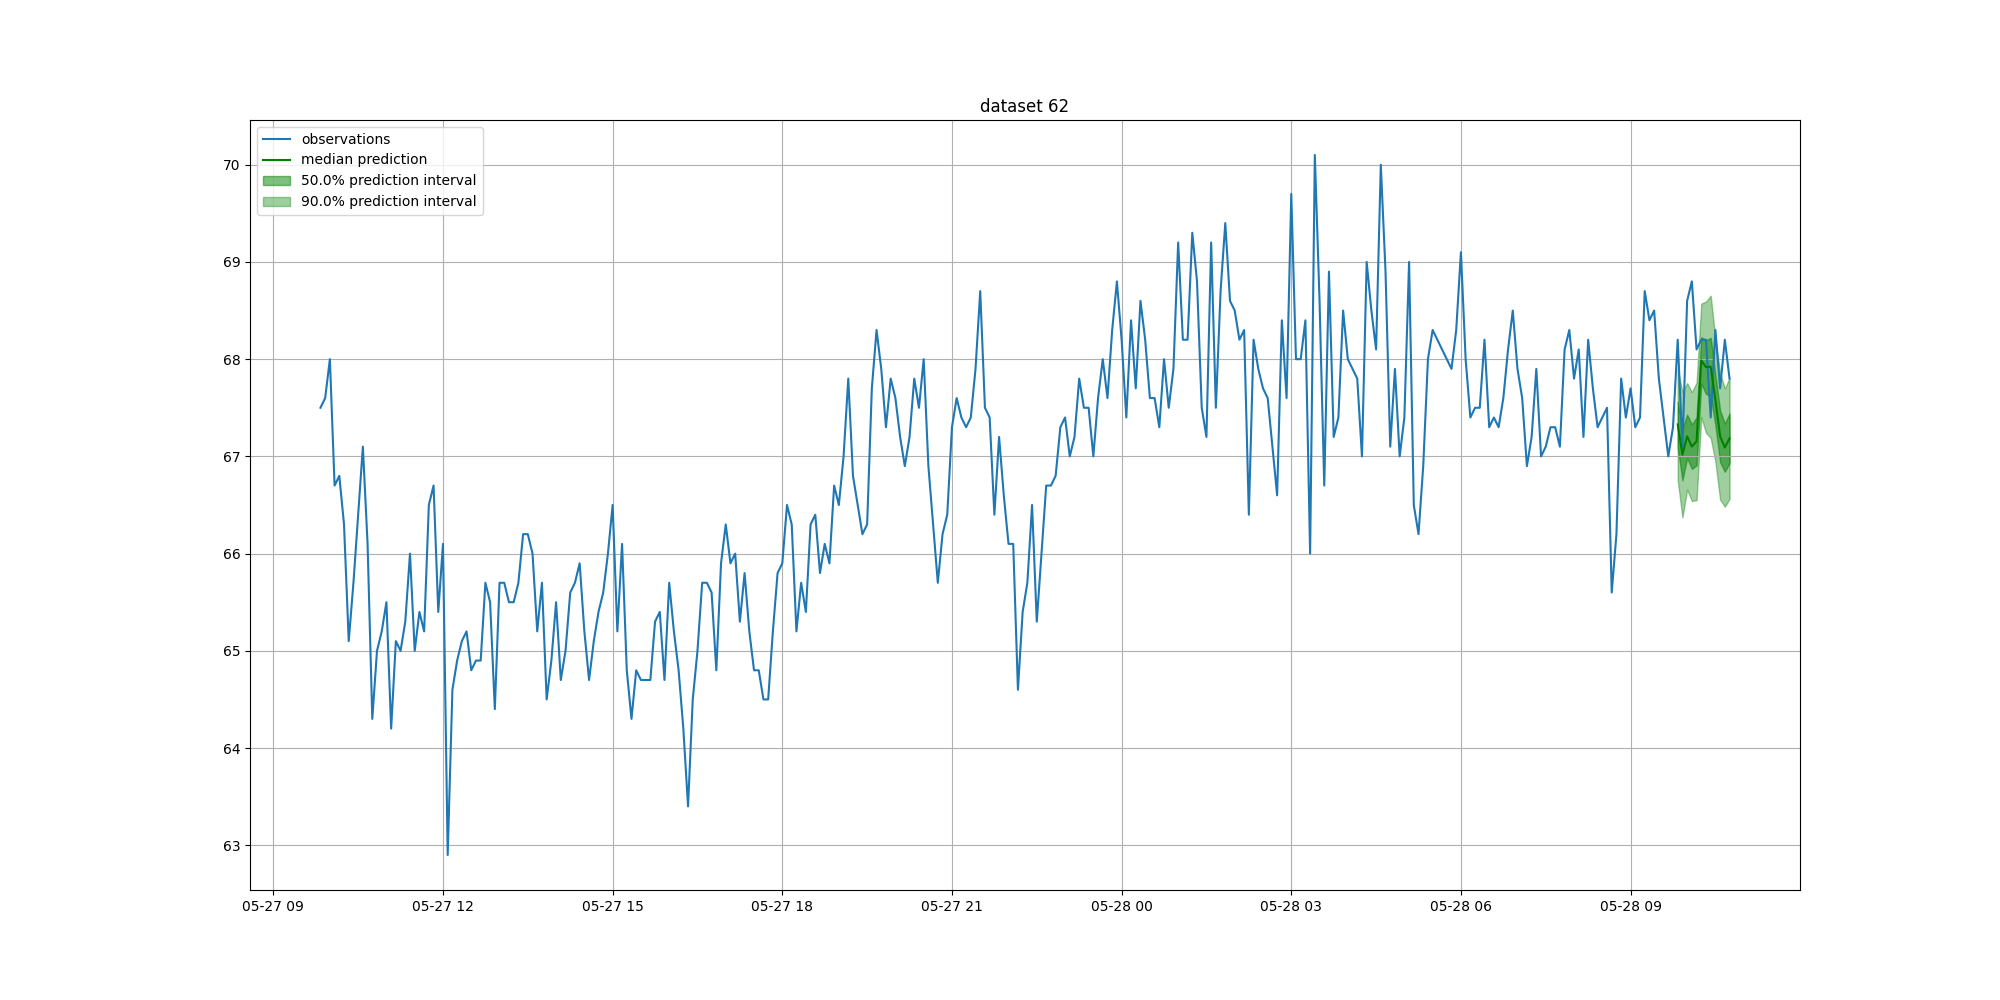 dataset 62
observations
median prediction
50.0% prediction interval
90.0% prediction interval
70
69
68
67
66
65
64
63
05-27 09 05-27 12 05-27 15 05-27 18 05-27 21 05-28 00 05-28 03 05-28 06 05-28 09